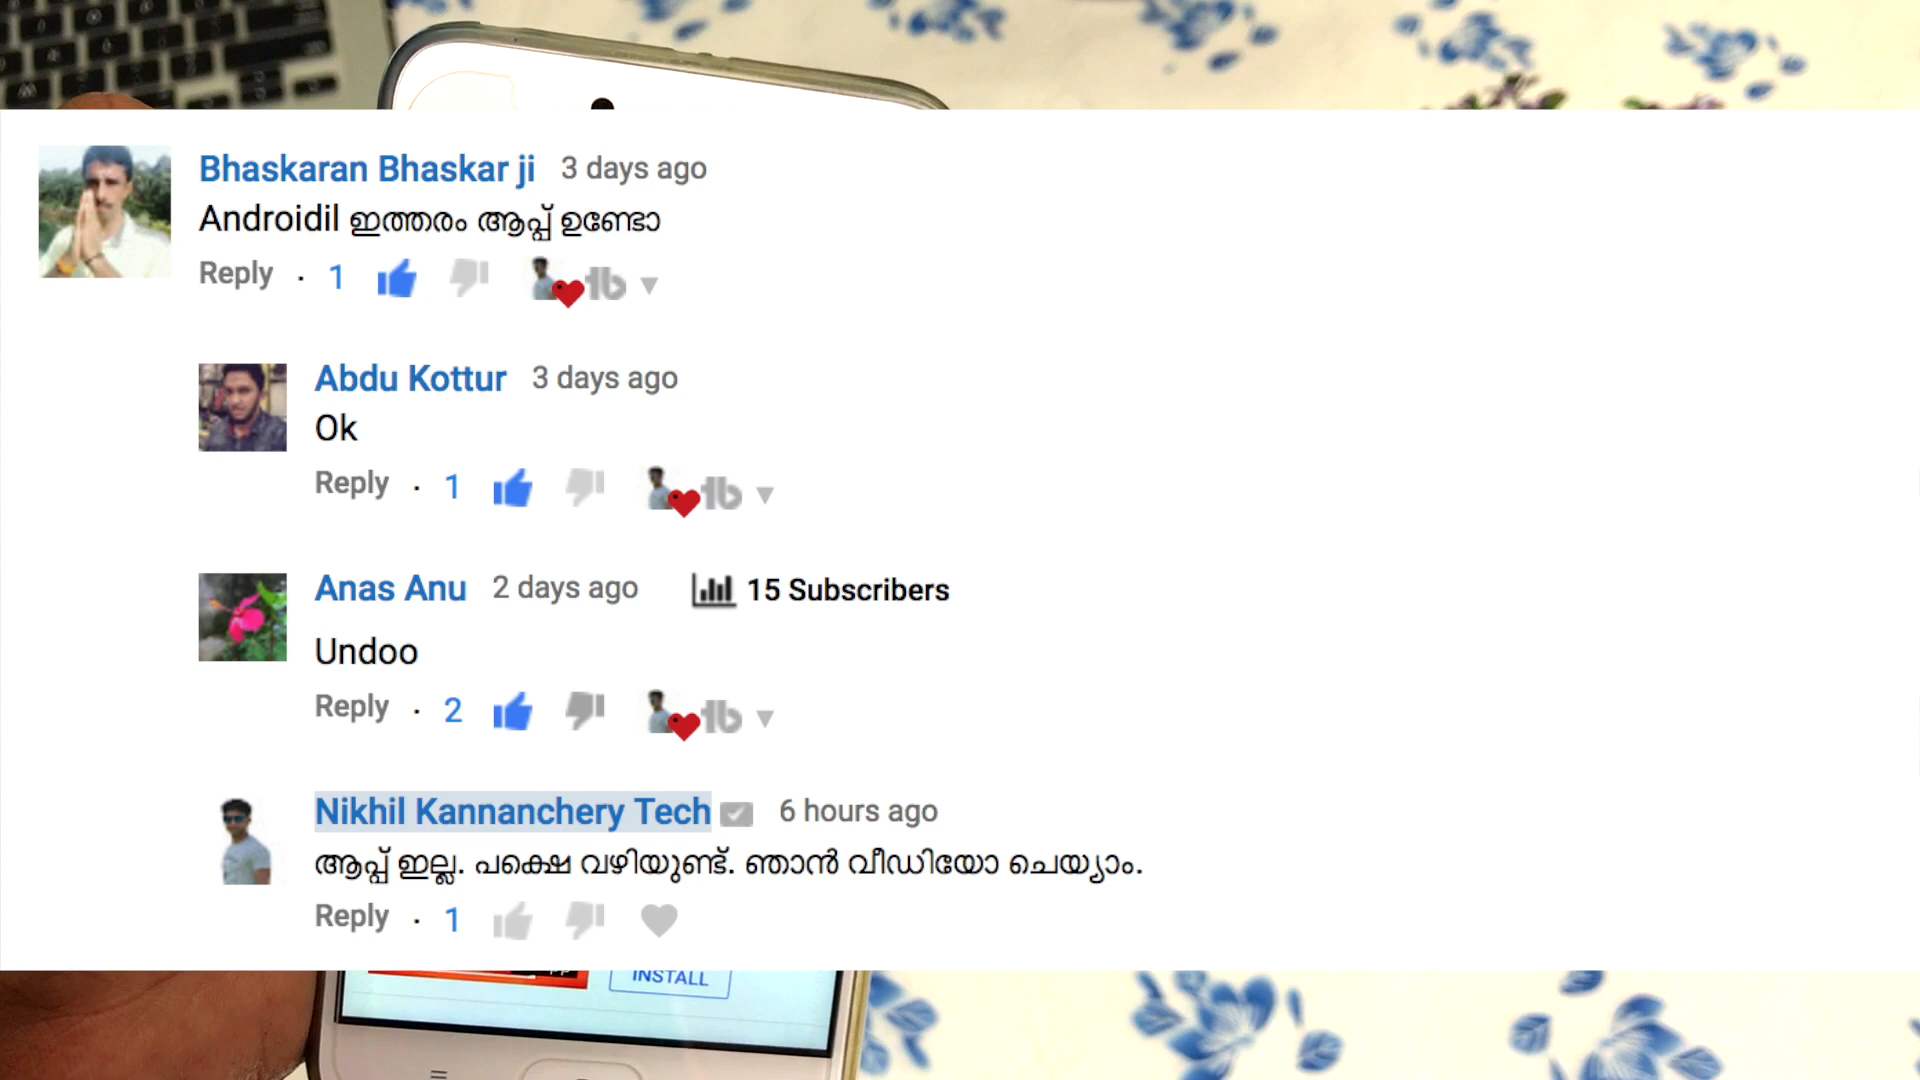 Bhaskaran Bhaskar ji 3 days ago
Androidil ഇത്തരം ആപ്പ് ഉണ്ടോ
Reply · 1
Abdu Kottur 3 days ago
Ok
Reply · 1
Anas Anu 2 days ago 15 Subscribers
Undoo
Reply · 2
Nikhil Kannanchery Tech 6 hours ago
ആപ്പ് ഇല്ല. പക്ഷെ വഴിയുണ്ട്. ഞാൻ വീഡിയോ ചെയ്യാം.
Reply · 1
INSTALL